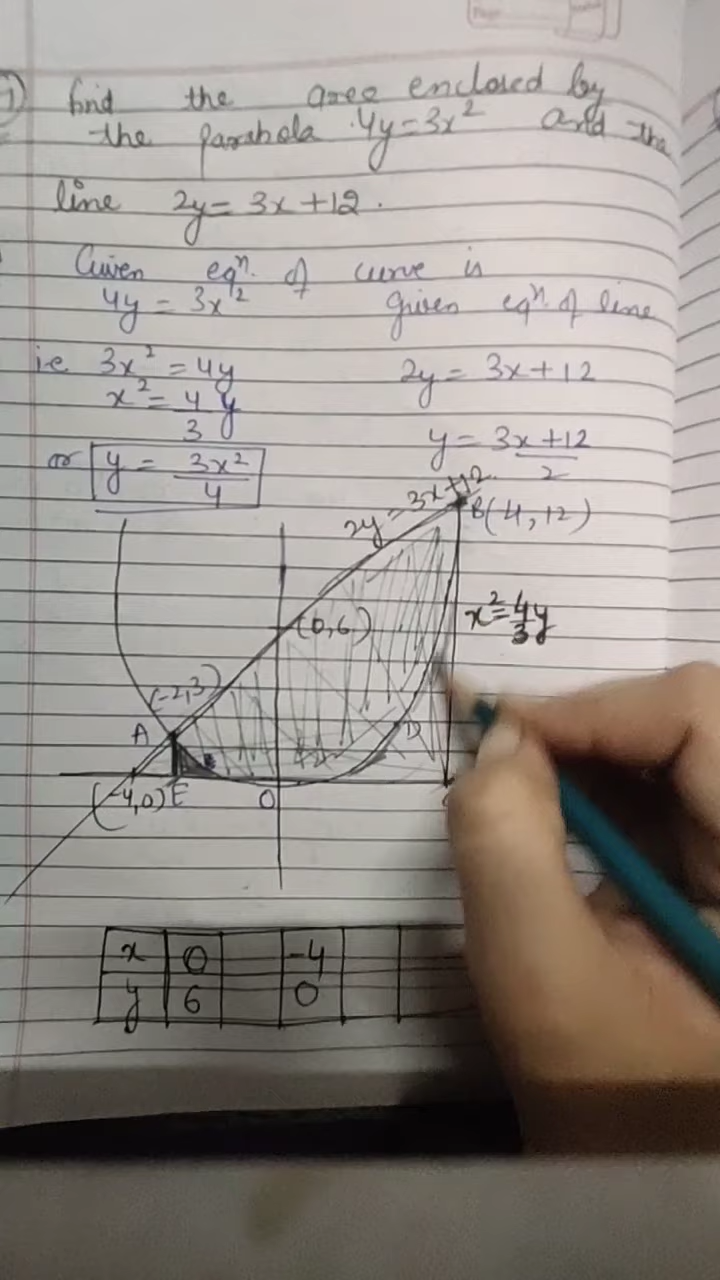 find the area enclosed by
the parabola 4y=3x² and the
line 2y= 3x+12.
Given eqⁿ. of curve is
4y = 3x²
given eqⁿ of line
i.e 3x² = 4y
2y= 3x+12
x² = 4/3 y
y = 3x+12/2
or y = 3x²/4
2y = 3x+12
B(4,12)
x²=4/3y
(0,6)
(-2,3)
A
D
(-4,0) E O
x 0 -4
y 6 0